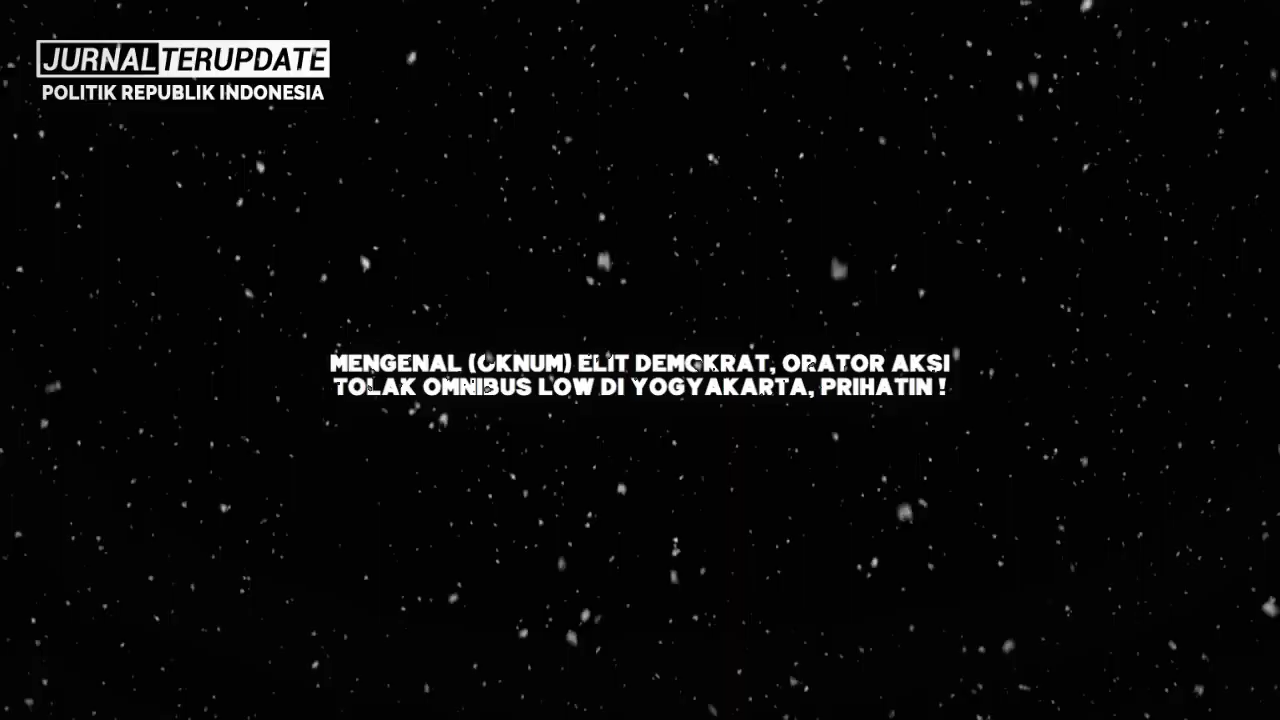 JURNALTERUPDATE
POLITIK REPUBLIK INDONESIA
MENGENAL (OKNUM) ELIT DEMOKRAT, ORATOR AKSI
TOLAK OMNIBUS LOW DI YOGYAKARTA, PRIHATIN !